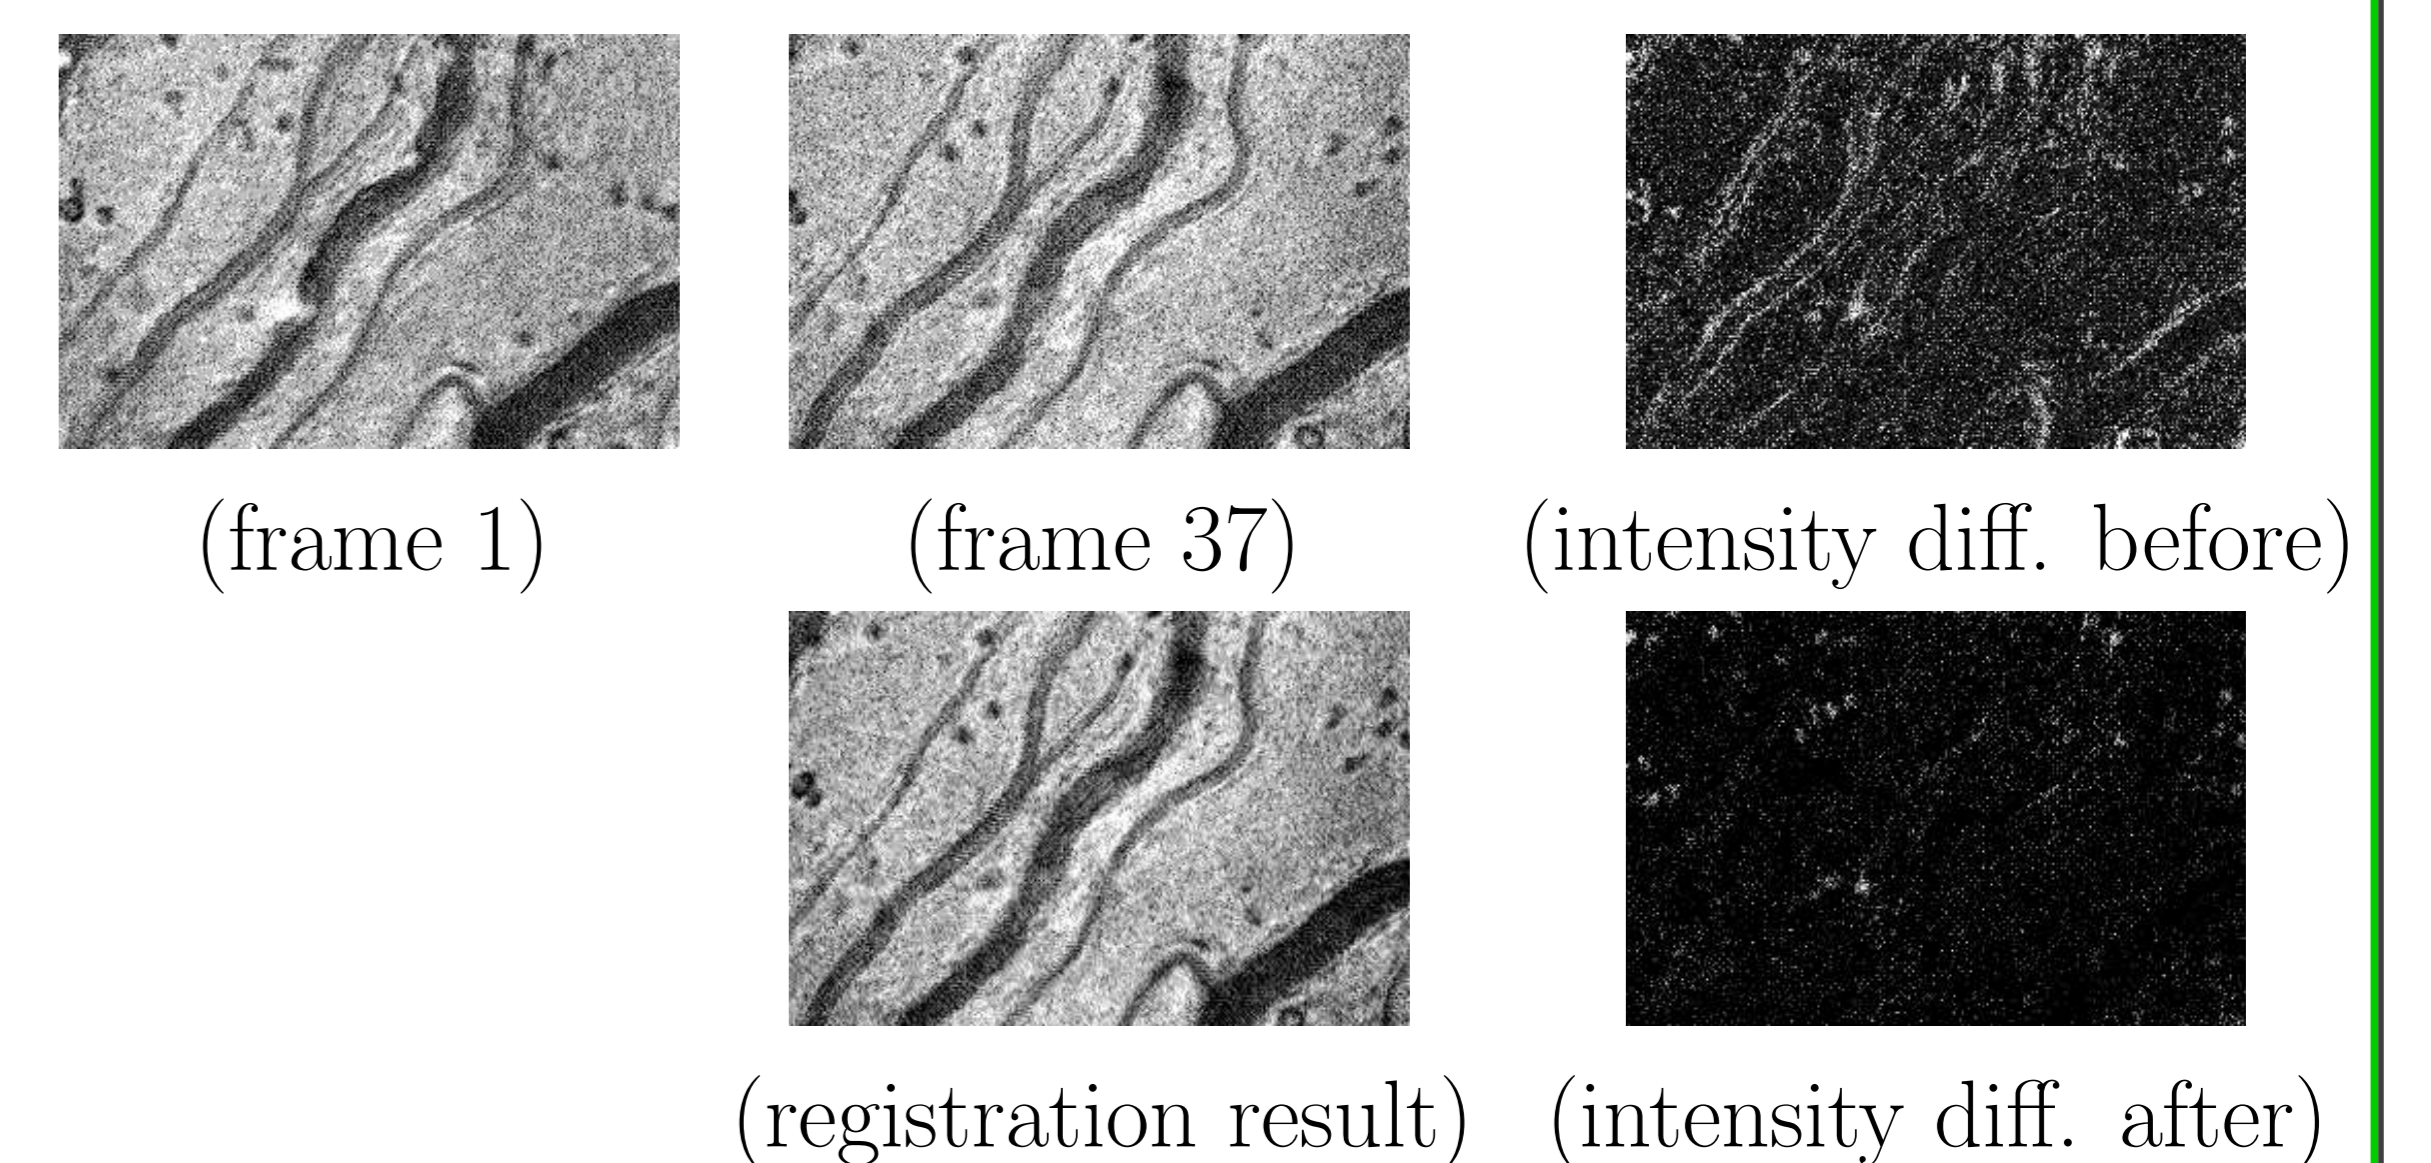 (frame 1) (frame 37) (intensity diff. before)
(registration result) (intensity diff. after)